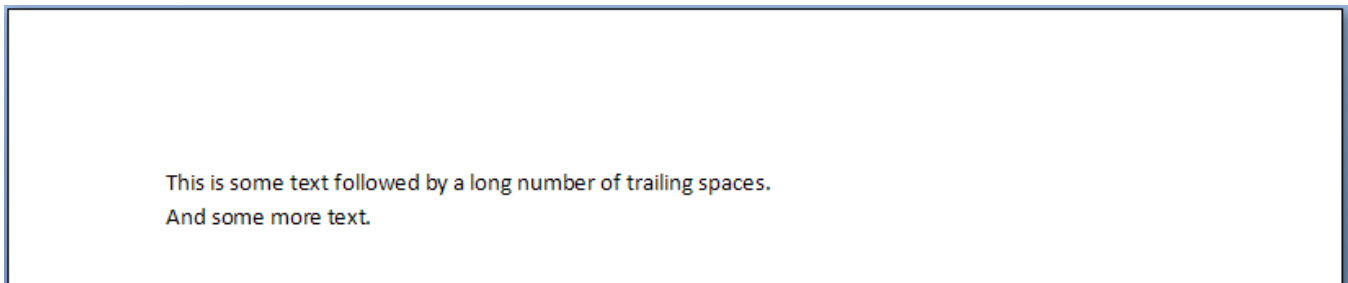 This is some text followed by a long number of trailing spaces.
And some more text.